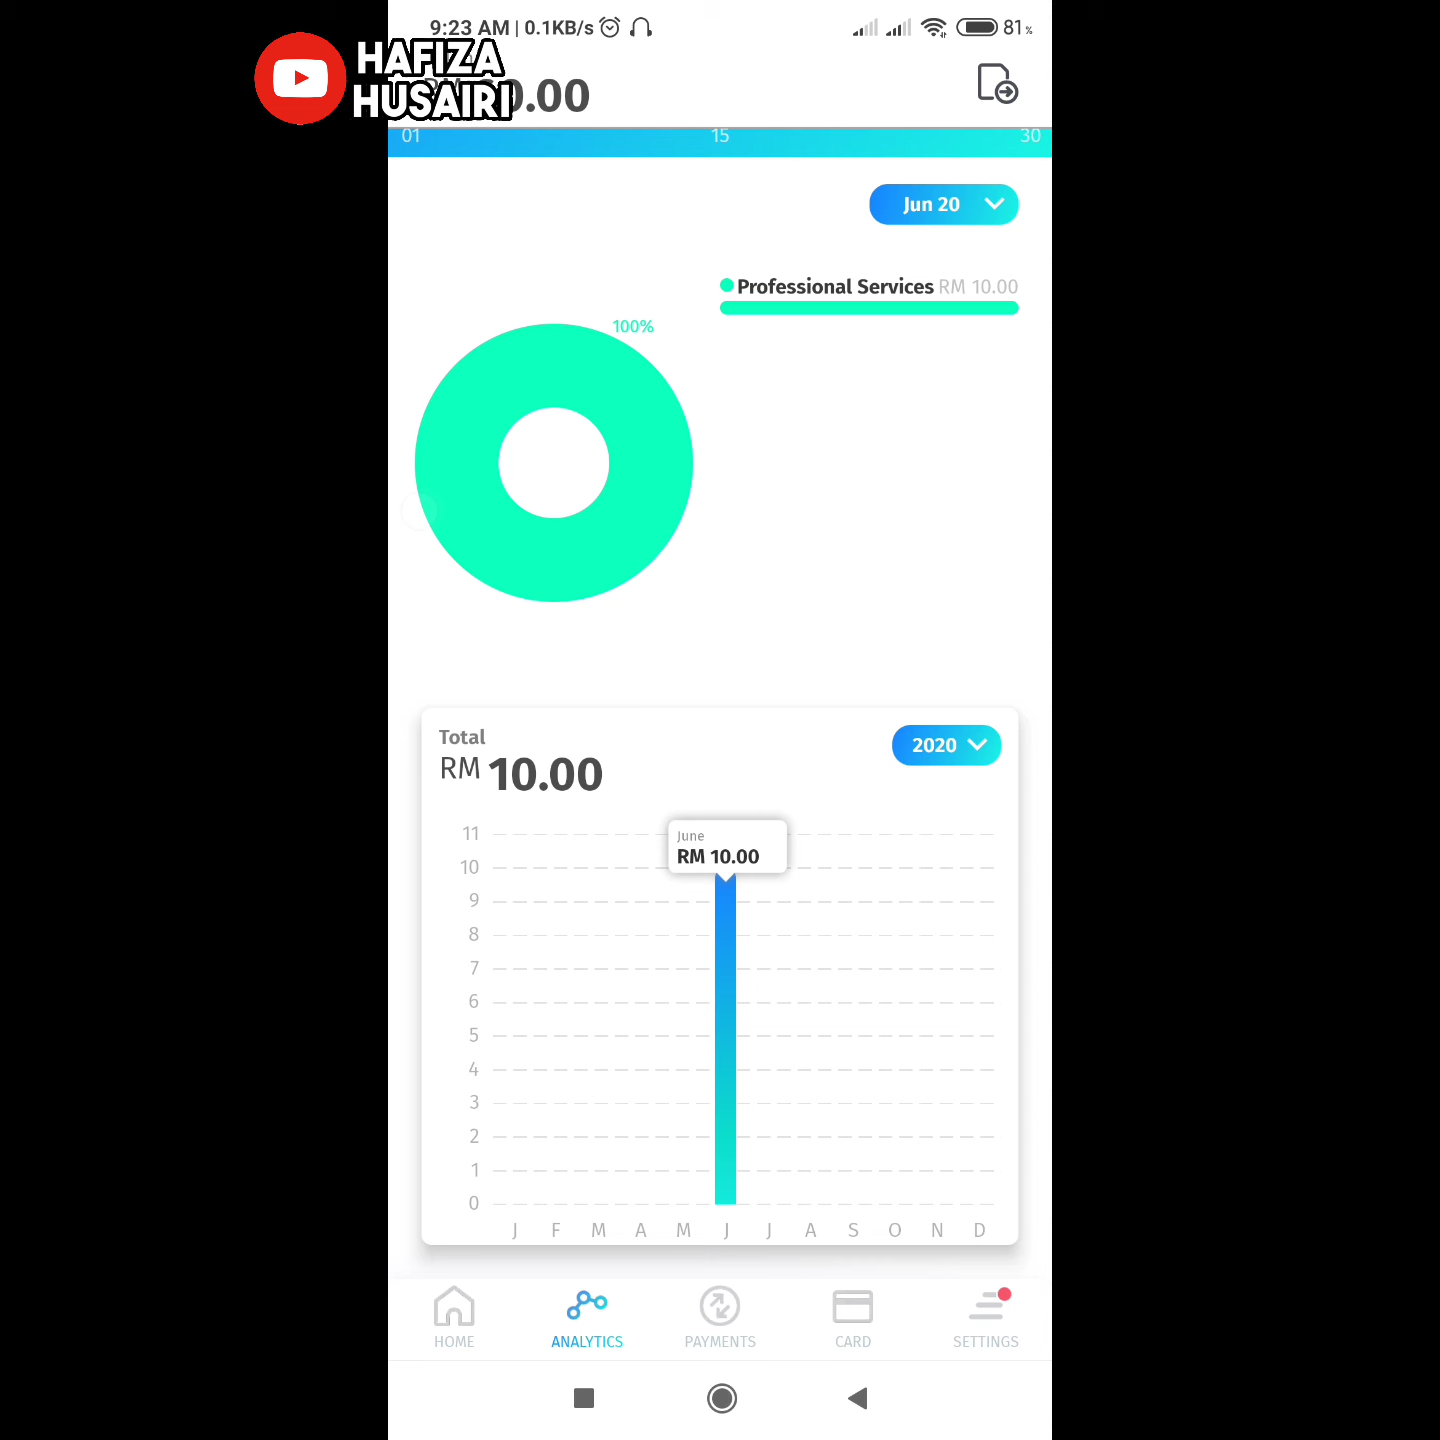 9:23 AM | 0.1KB/s
81%
HAFIZA
HUSAIRI
0.00
01 15 30
Jun 20
Professional Services RM 10.00
100%
Total
2020
RM 10.00
June
RM 10.00
11
10
9
8
7
6
5
4
3
2
1
0
J F M A M J J A S O N D
HOME ANALYTICS PAYMENTS CARD SETTINGS